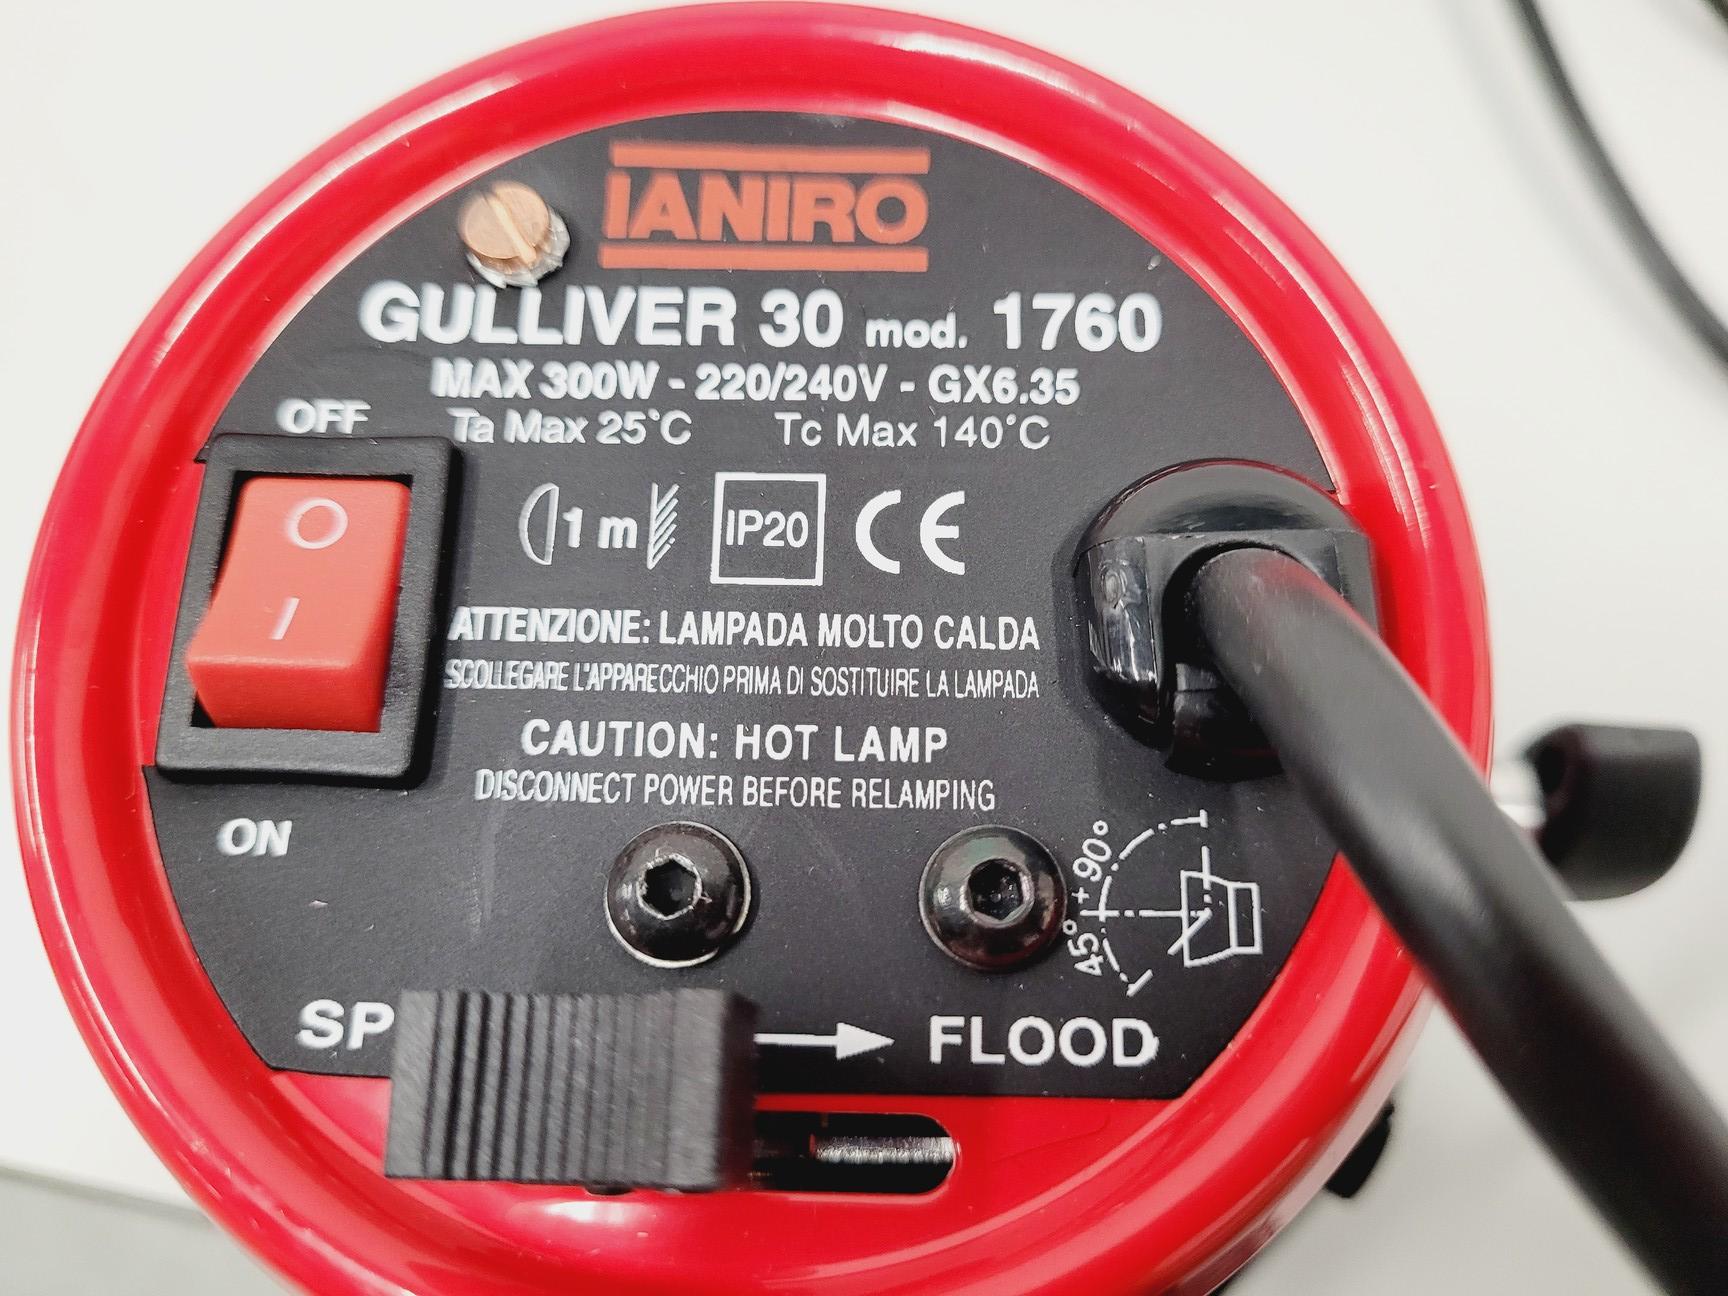 IANIRO
GULLIVER 30 mod. 1760
MAX 300W - 220/240V - GX6.35
Ta Max 25°C Tc Max 140°C
OFF
O
I
ON
1 m
IP20
CE
ATTENZIONE: LAMPADA MOLTO CALDA
SCOLLEGARE L'APPARECCHIO PRIMA DI SOSTITUIRE LA LAMPADA
CAUTION: HOT LAMP
DISCONNECT POWER BEFORE RELAMPING
45° + 90°
SP
FLOOD